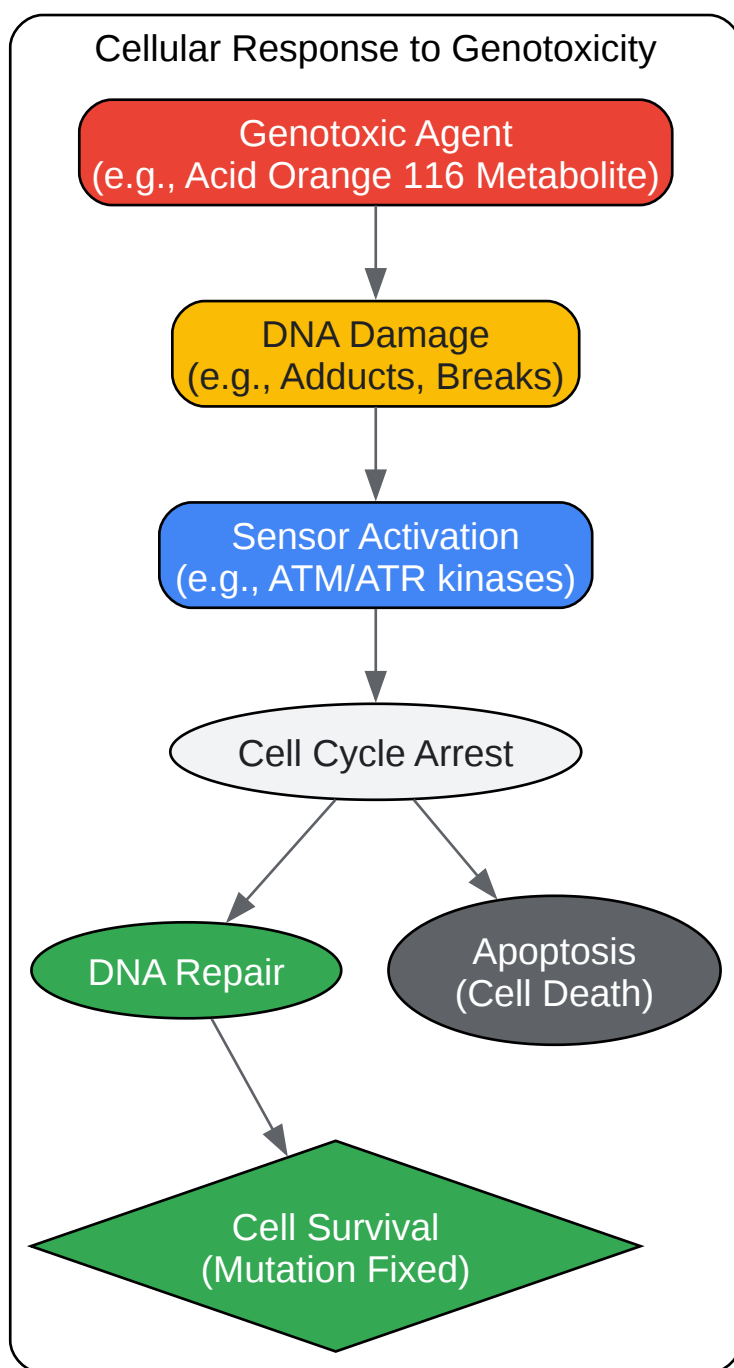 Cellular Response to Genotoxicity
Genotoxic Agent
(e.g., Acid Orange 116 Metabolite)
DNA Damage
(e.g., Adducts, Breaks)
Sensor Activation
(e.g., ATM/ATR kinases)
Cell Cycle Arrest
DNA Repair
Apoptosis
(Cell Death)
Cell Survival
(Mutation Fixed)